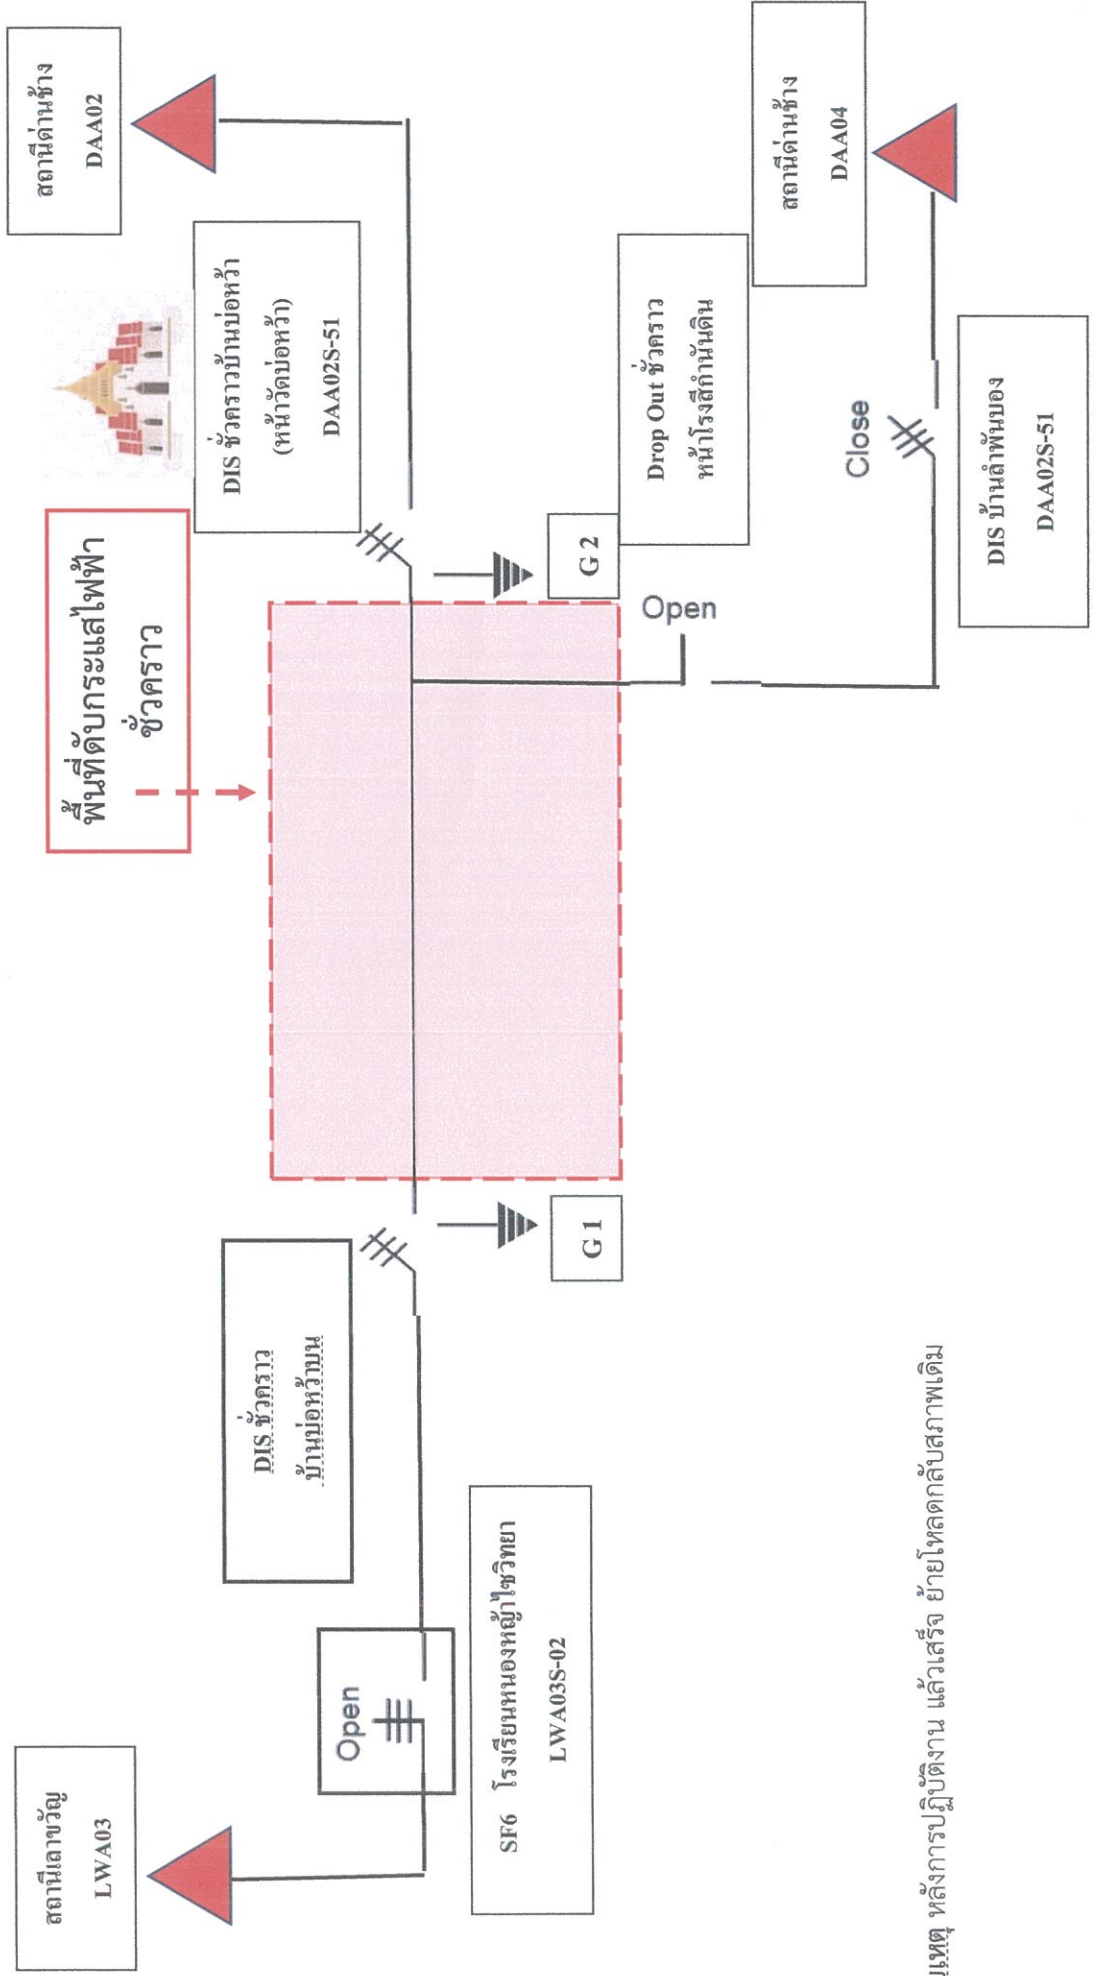 สถานีเลาขวัญ
LWA03
Open
SF6 โรงเรียนหนองหญ้าไซวิทยา
LWA03S-02
DIS ชั่วคราว
บ้านบ่อหว้าบน
G 1
พื้นที่ดับกระแสไฟฟ้า
ชั่วคราว
G 2
DIS ชั่วคราวบ้านบ่อหว้า
(หน้าวัดบ่อหว้า)
DAA02S-51
สถานีด่านช้าง
DAA02
Open
Drop Out ชั่วคราว
หน้าโรงสีกำนันดิน
สถานีด่านช้าง
DAA04
Close
DIS บ้านลำพันบอง
DAA02S-51
หลังการปฏิบัติงาน แล้วเสร็จ ย้ายโหลดกลับสภาพเดิม